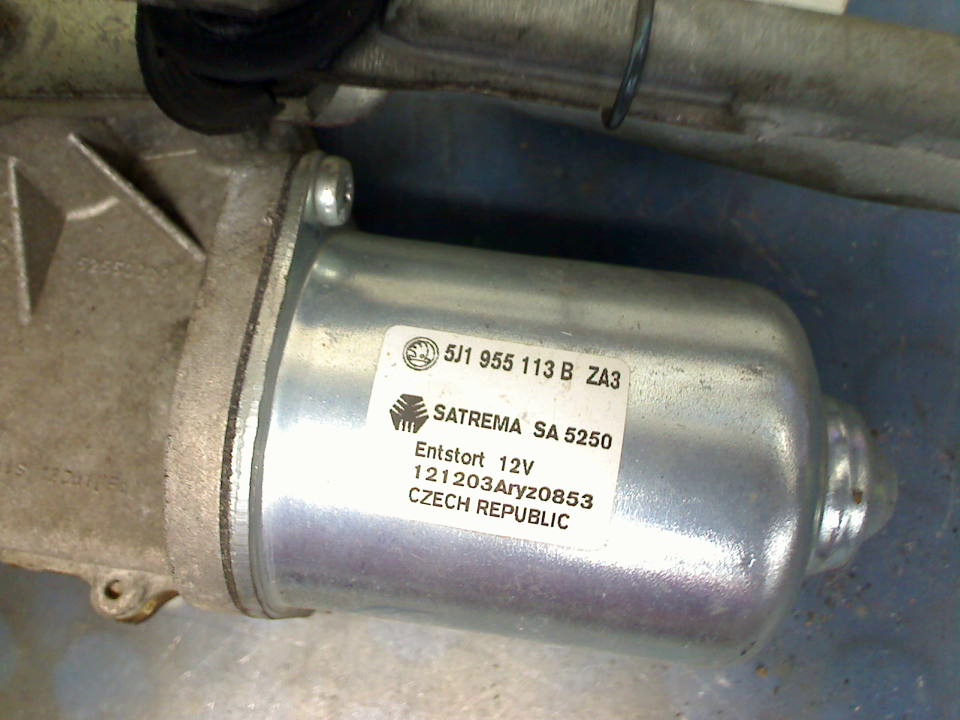 5J1 955 113 B ZA3
SATREMA SA 5250
Entstort 12V
121203Aryz0853
CZECH REPUBLIC